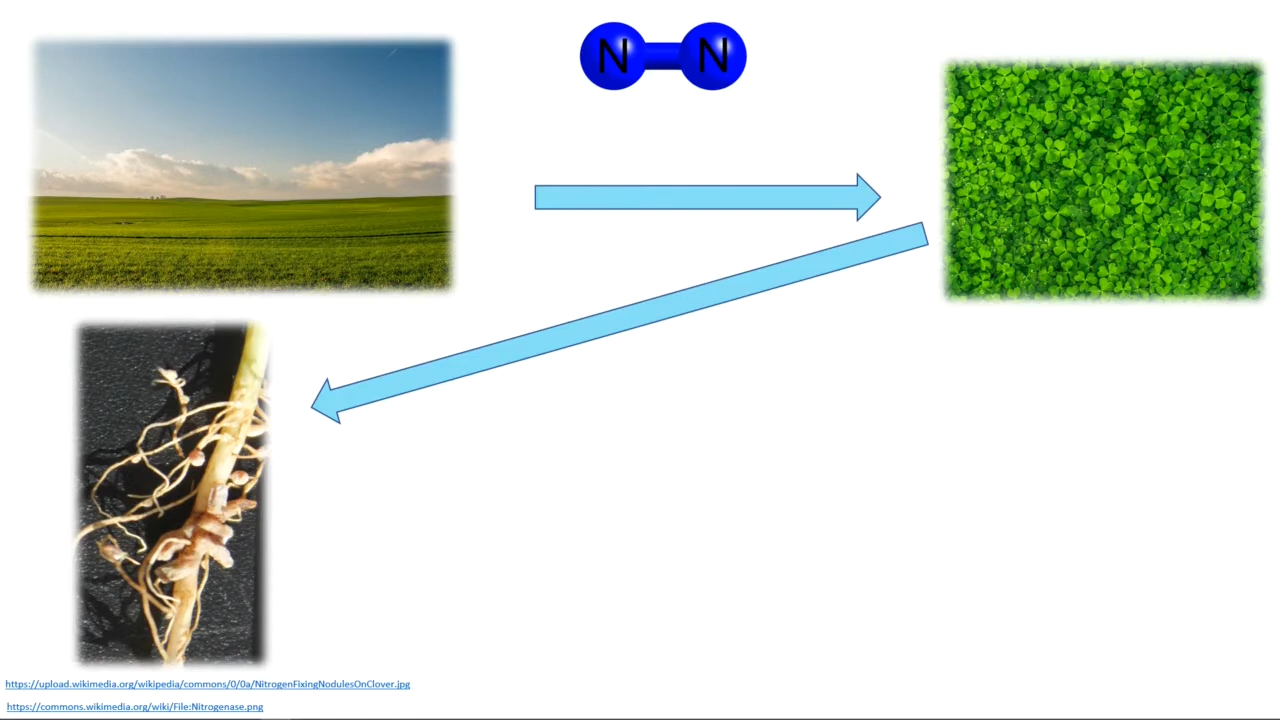 N N
https://upload.wikimedia.org/wikipedia/commons/0/0a/NitrogenFixingNodulesOnClover.jpg
https://commons.wikimedia.org/wiki/File:Nitrogenase.png